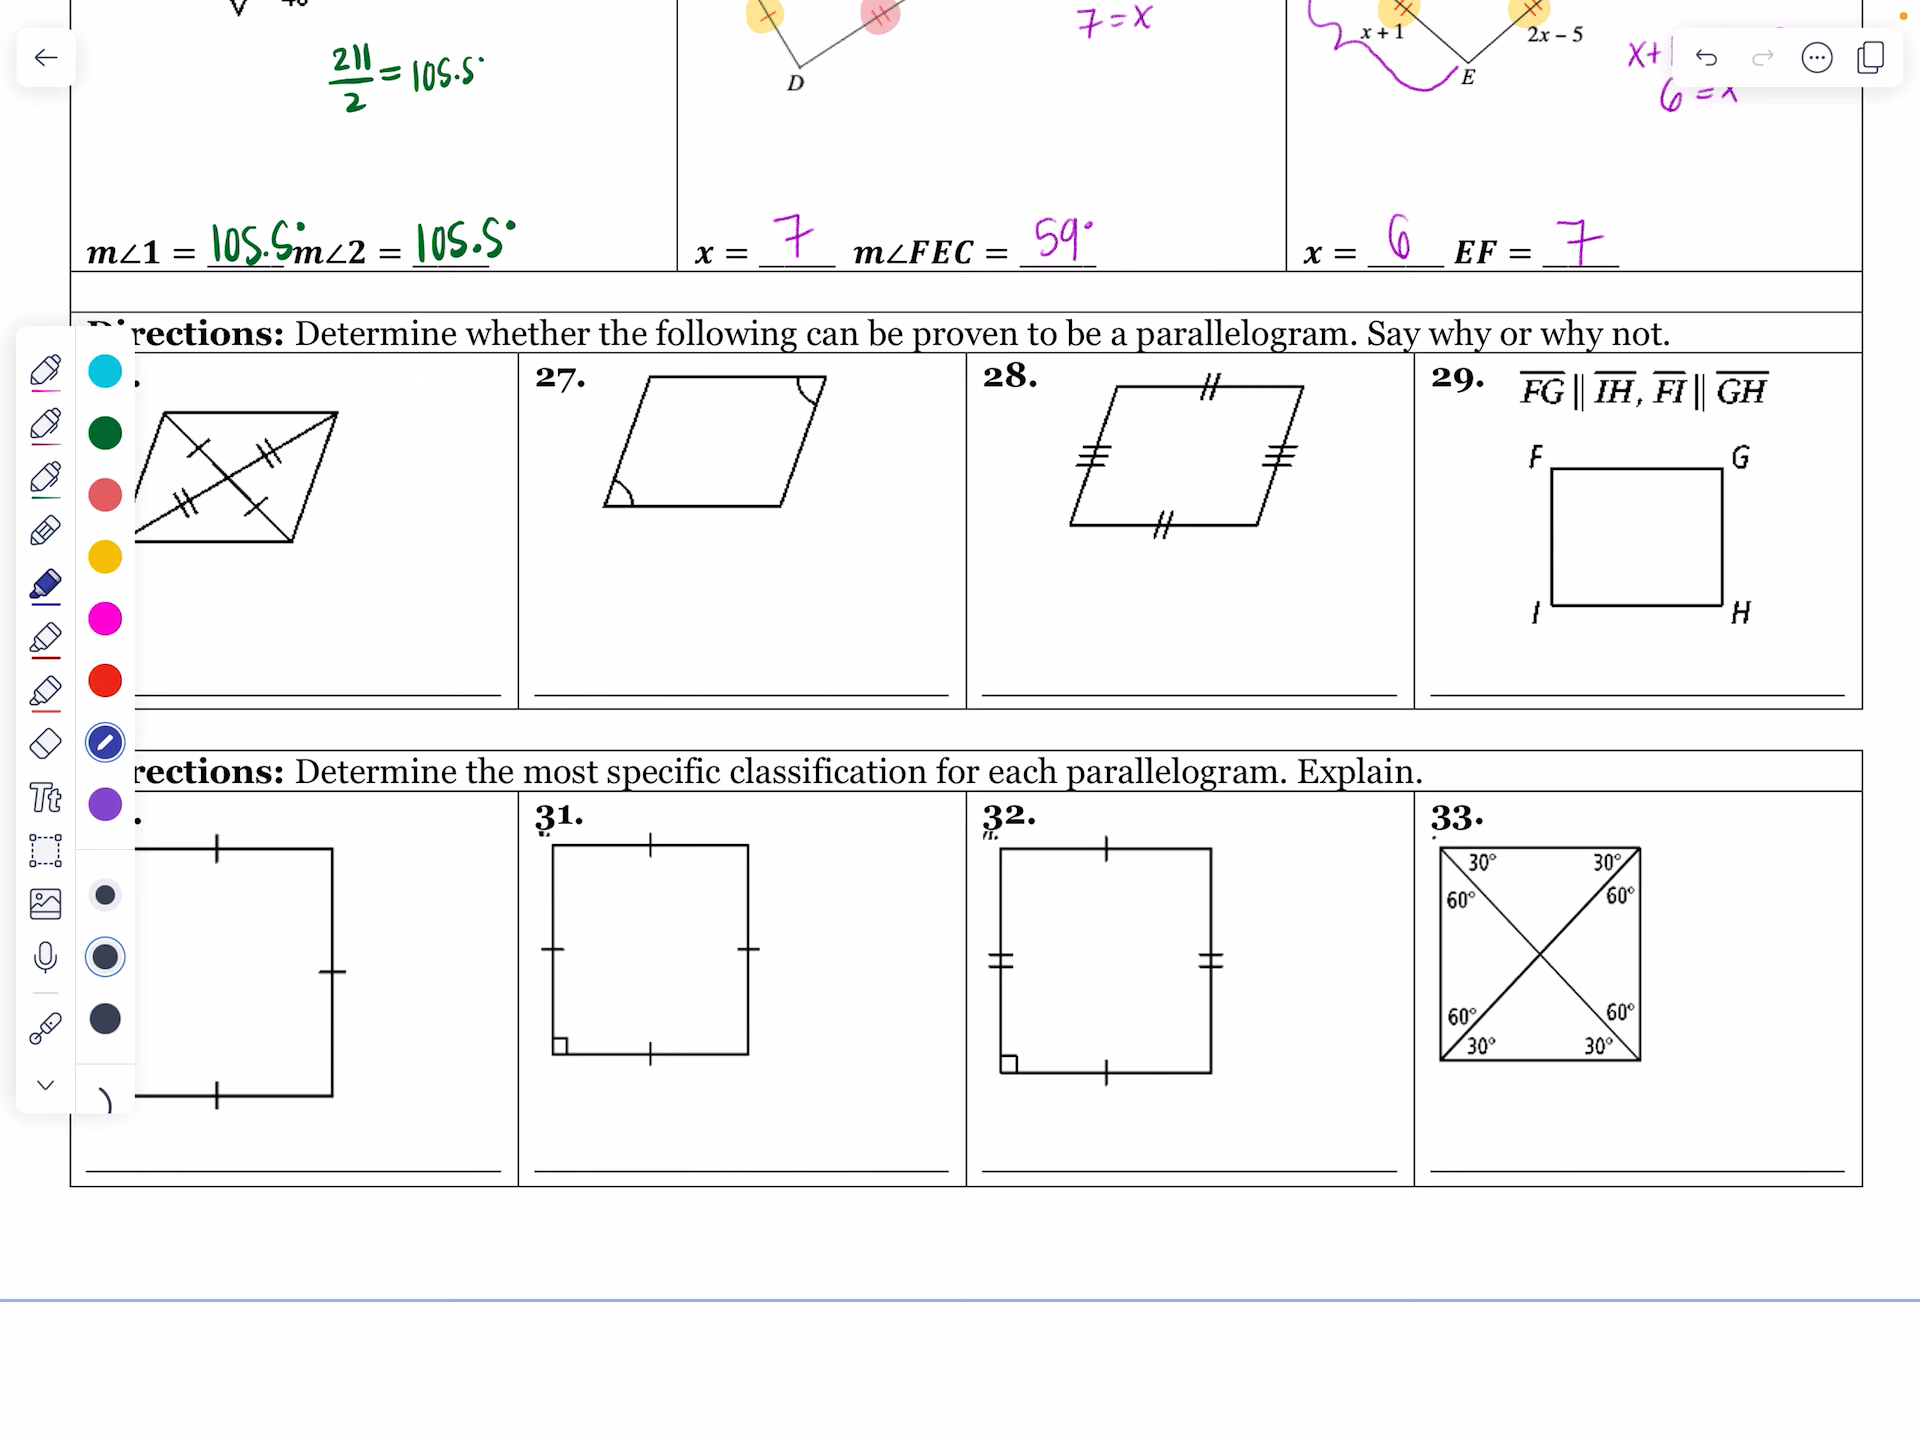 211
— = 105.5°
2
D
7 = x
x + 1
2x − 5
E
x+
6 = x
m∠1 = 105.5° m∠2 = 105.5°
x = 7 m∠FEC = 59°
x = 6 EF = 7
rections: Determine whether the following can be proven to be a parallelogram. Say why or why not.
27.
28.
29. FG || IH, FI || GH
F G
I H
rections: Determine the most specific classification for each parallelogram. Explain.
31.
32.
33.
30° 30°
60° 60°
60° 60°
30° 30°
Tt